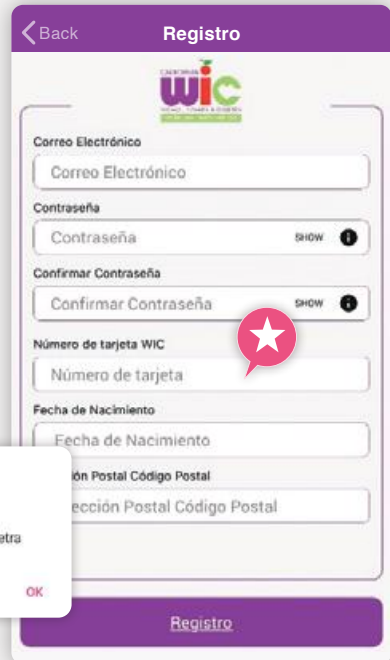 Back
Registro
wic
Correo Electrónico
Correo Electrónico
Contraseña
Contraseña SHOW
Confirmar Contraseña
Confirmar Contraseña SHOW
Número de tarjeta WIC
Número de tarjeta
Fecha de Nacimiento
Fecha de Nacimiento
ión Postal Código Postal
ección Postal Código Postal
etra
OK
Registro